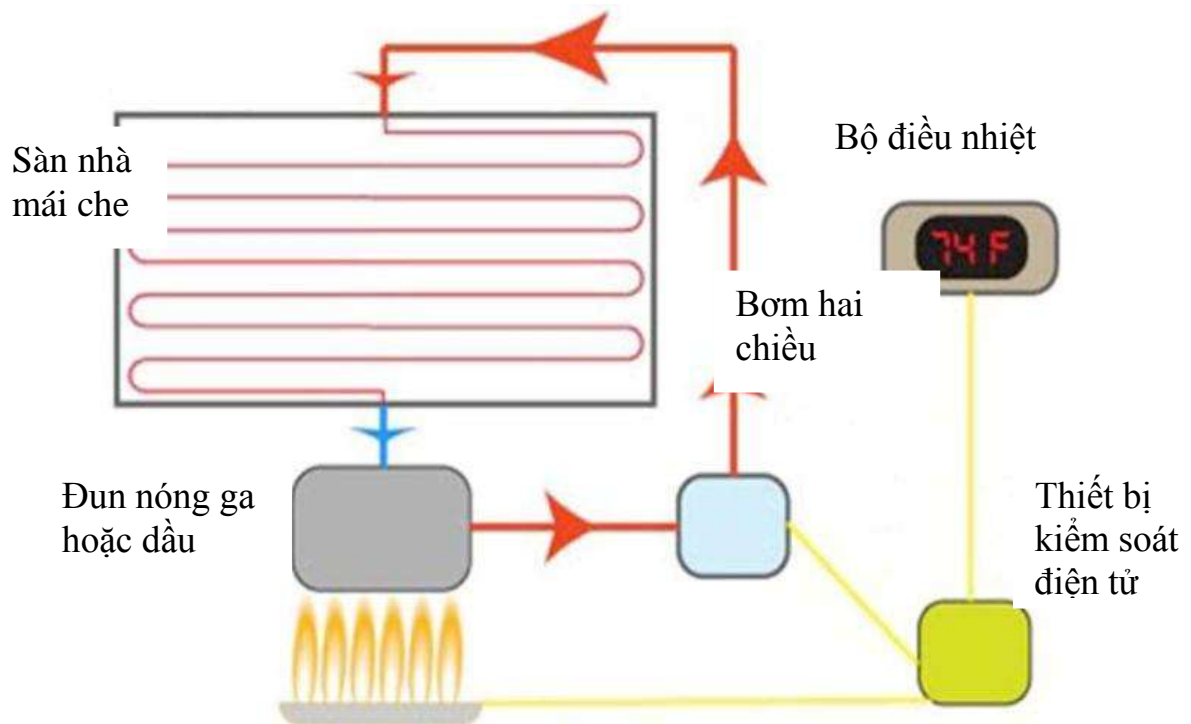 Sàn nhà
mái che
Bộ điều nhiệt
74 F
Bơm hai
chiều
Đun nóng ga
hoặc dầu
Thiết bị
kiểm soát
điện tử